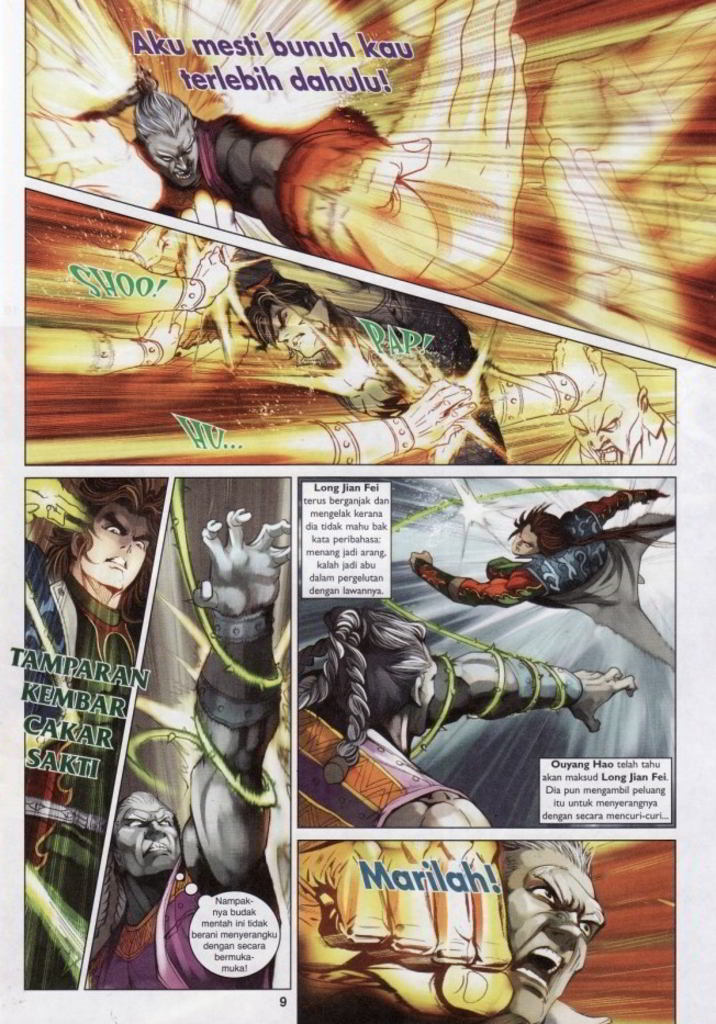 Aku mesti bunuh kau
terlebih dahulu!
SHOO!
PAP!
HU...
TAMPARAN
KEMBAR
CAKAR
SAKTI
Nampak-
nya budak
mentah ini tidak
berani menyerangku
dengan secara
bermuka-
muka!
Long Jian Fei
terus berganjak dan
mengelak kerana
dia tidak mahu bak
kata peribahasa:
menang jadi arang,
kalah jadi abu
dalam pergelutan
dengan lawannya.
Ouyang Hao telah tahu
akan maksud Long Jian Fei.
Dia pun mengambil peluang
itu untuk menyerangnya
dengan secara mencuri-curi...
Marilah!
9